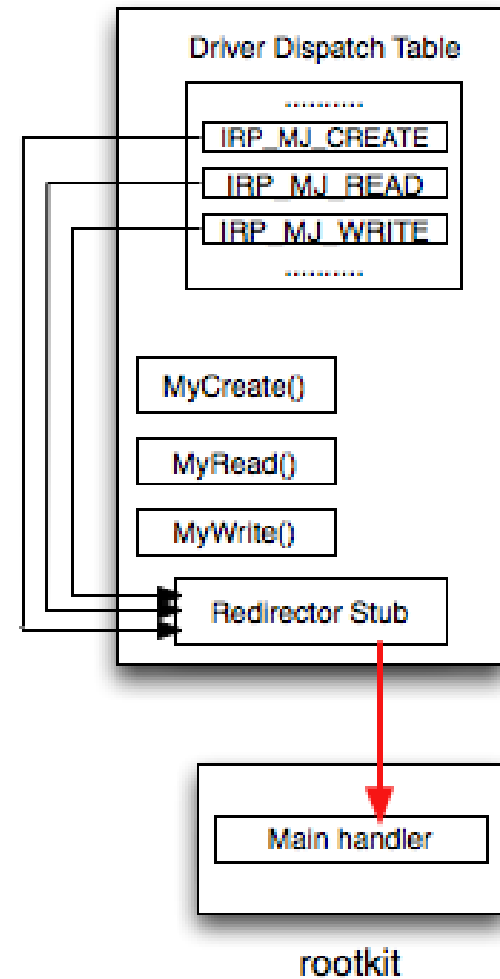 Driver Dispatch Table
..........
IRP_MJ_CREATE
IRP_MJ_READ
IRP_MJ_WRITE
..........
MyCreate()
MyRead()
MyWrite()
Redirector Stub
Main handler
rootkit